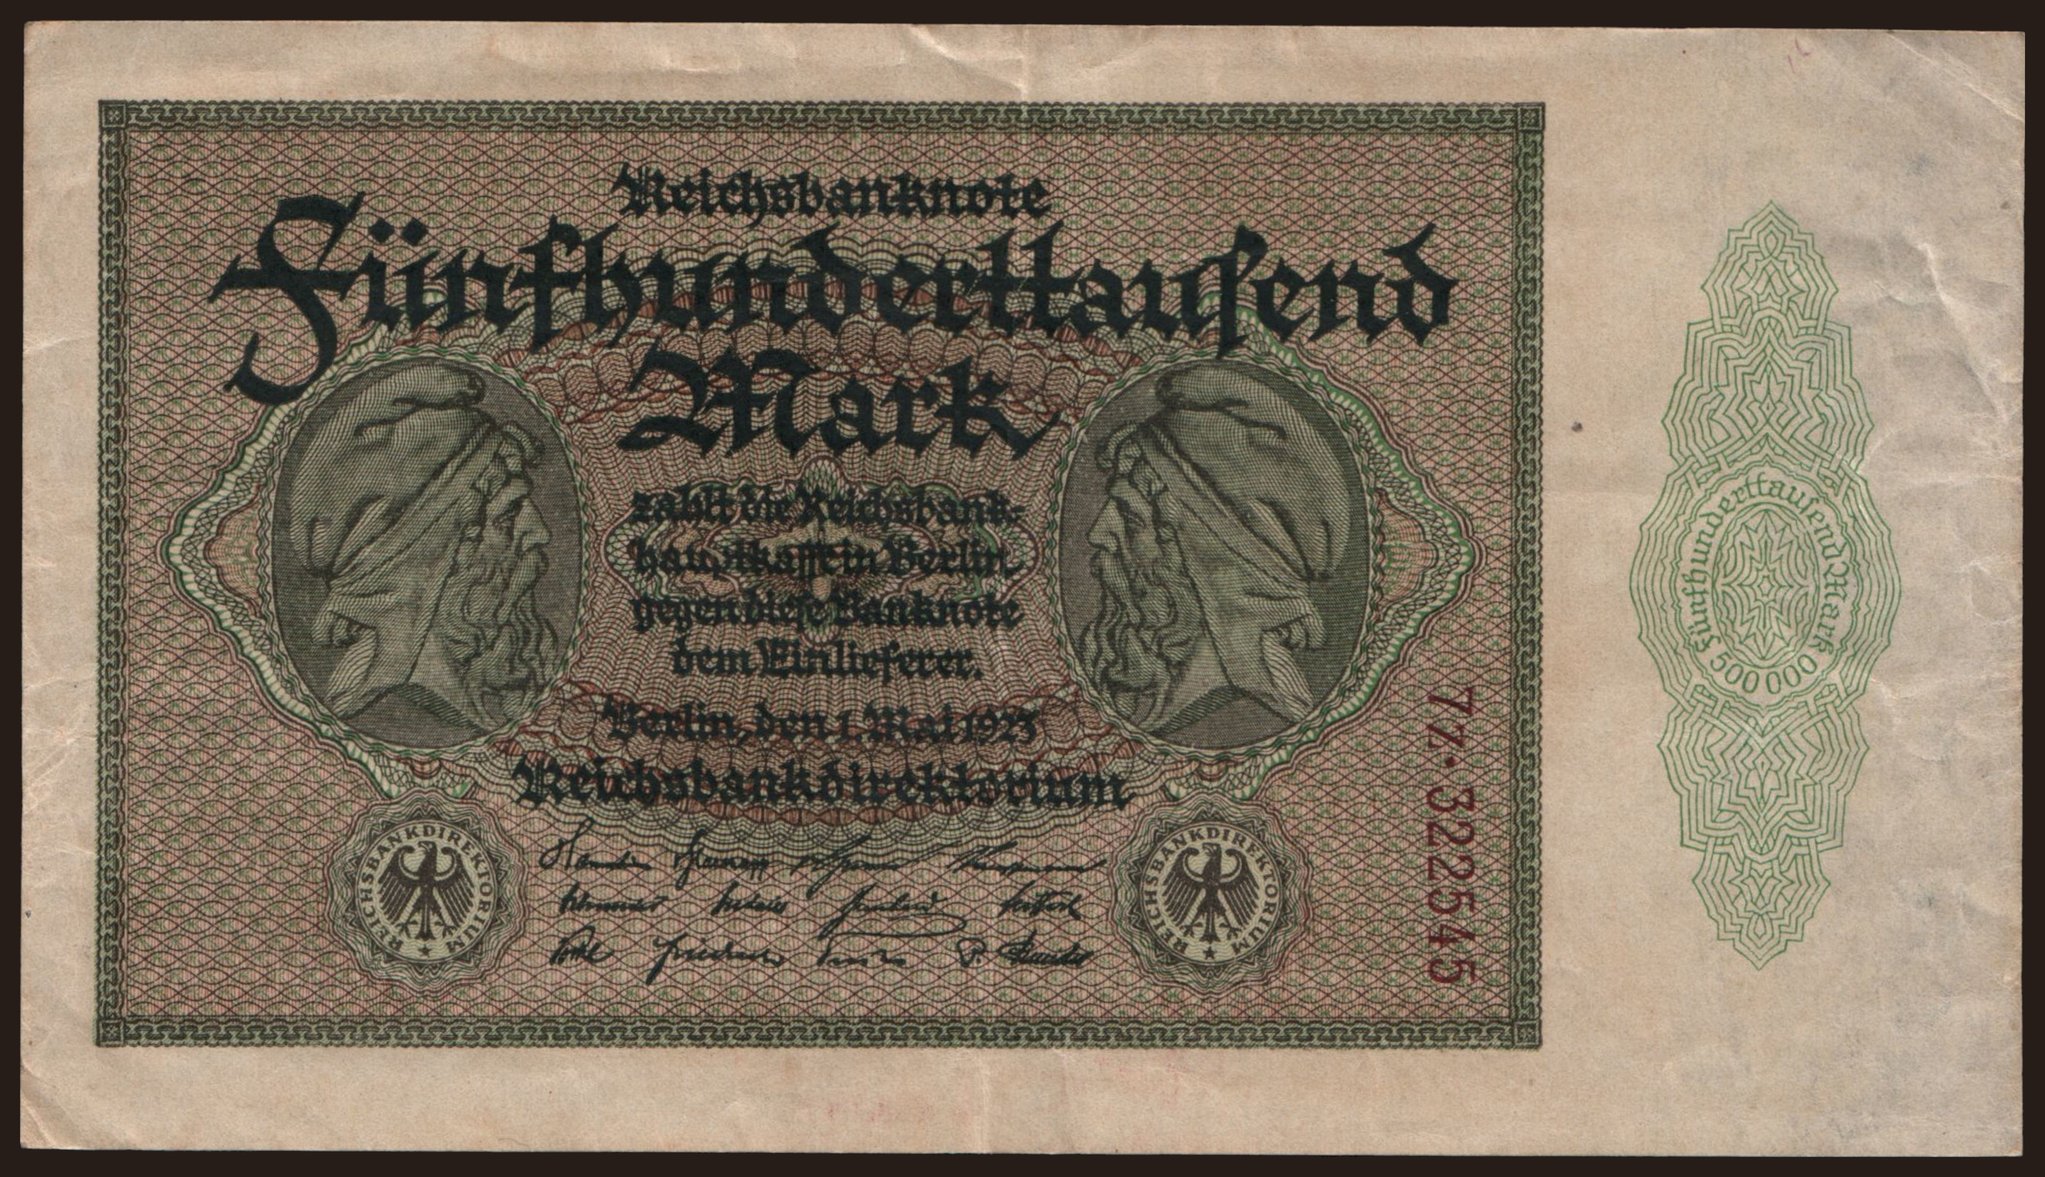 Reichsbanknote
Fünfhunderttausend
Mark
zahlt die Reichsbank-
hauptkasse in Berlin
gegen diese Banknote
dem Einlieferer.
Berlin, den 1. Mai 1923
Reichsbankdirektorium
REICHSBANKDIREKTORIUM
REICHSBANKDIREKTORIUM
7Z·322545
Fünfhunderttausend Mark
500000